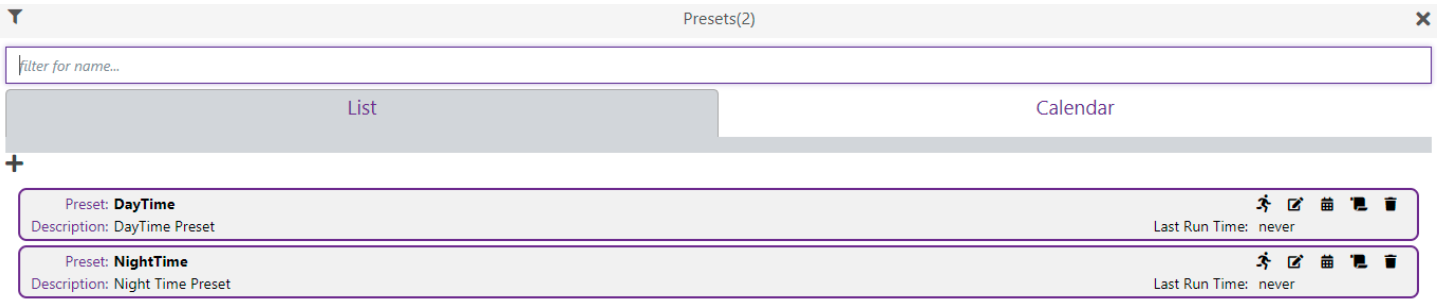 Presets(2)
filter for name...
List Calendar
Preset: DayTime
Description: DayTime Preset Last Run Time: never
Preset: NightTime
Description: Night Time Preset Last Run Time: never